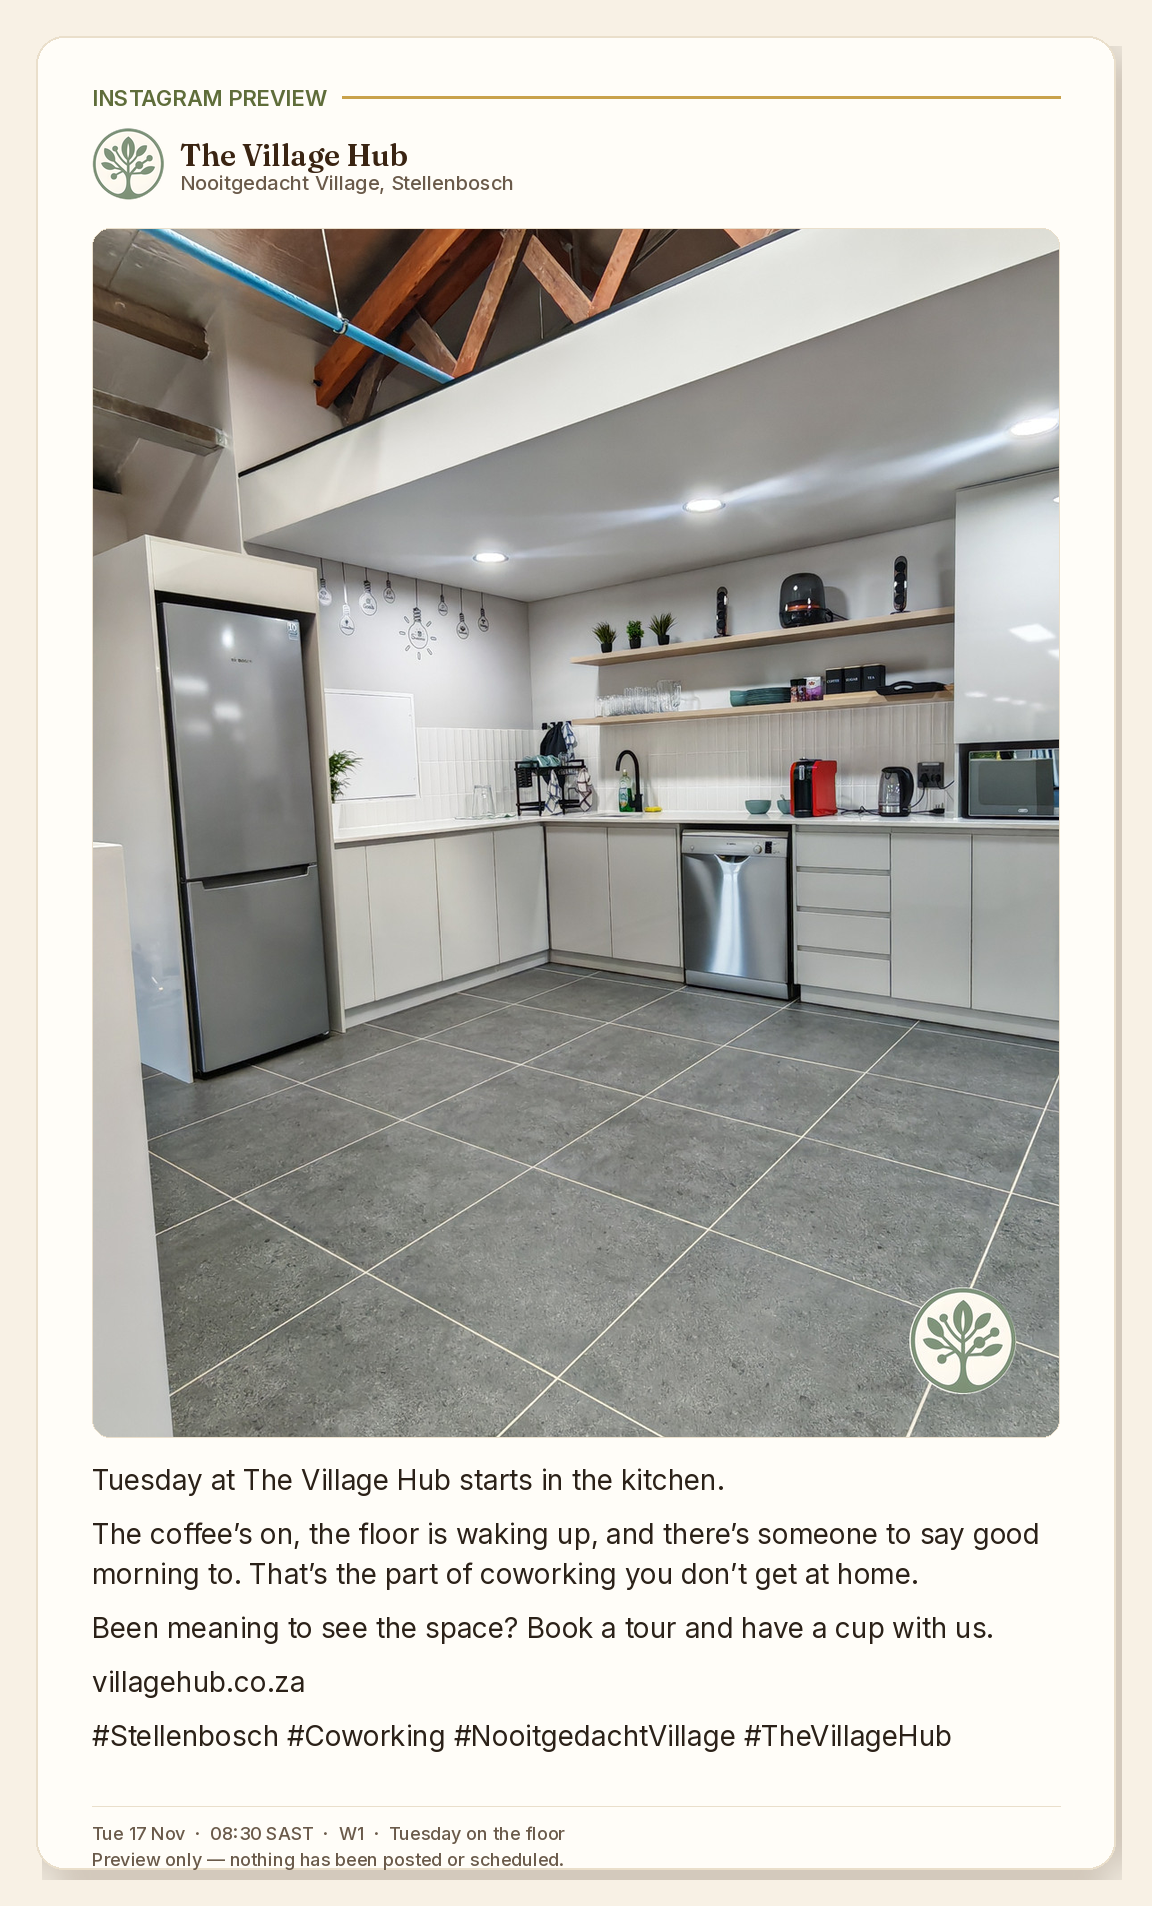 INSTAGRAM PREVIEW
The Village Hub
Nooitgedacht Village, Stellenbosch
COFFEE SUGAR TEA
Tuesday at The Village Hub starts in the kitchen.
The coffee’s on, the floor is waking up, and there’s someone to say good
morning to. That’s the part of coworking you don’t get at home.
Been meaning to see the space? Book a tour and have a cup with us.
villagehub.co.za
#Stellenbosch #Coworking #NooitgedachtVillage #TheVillageHub
Tue 17 Nov · 08:30 SAST · W1 · Tuesday on the floor
Preview only — nothing has been posted or scheduled.